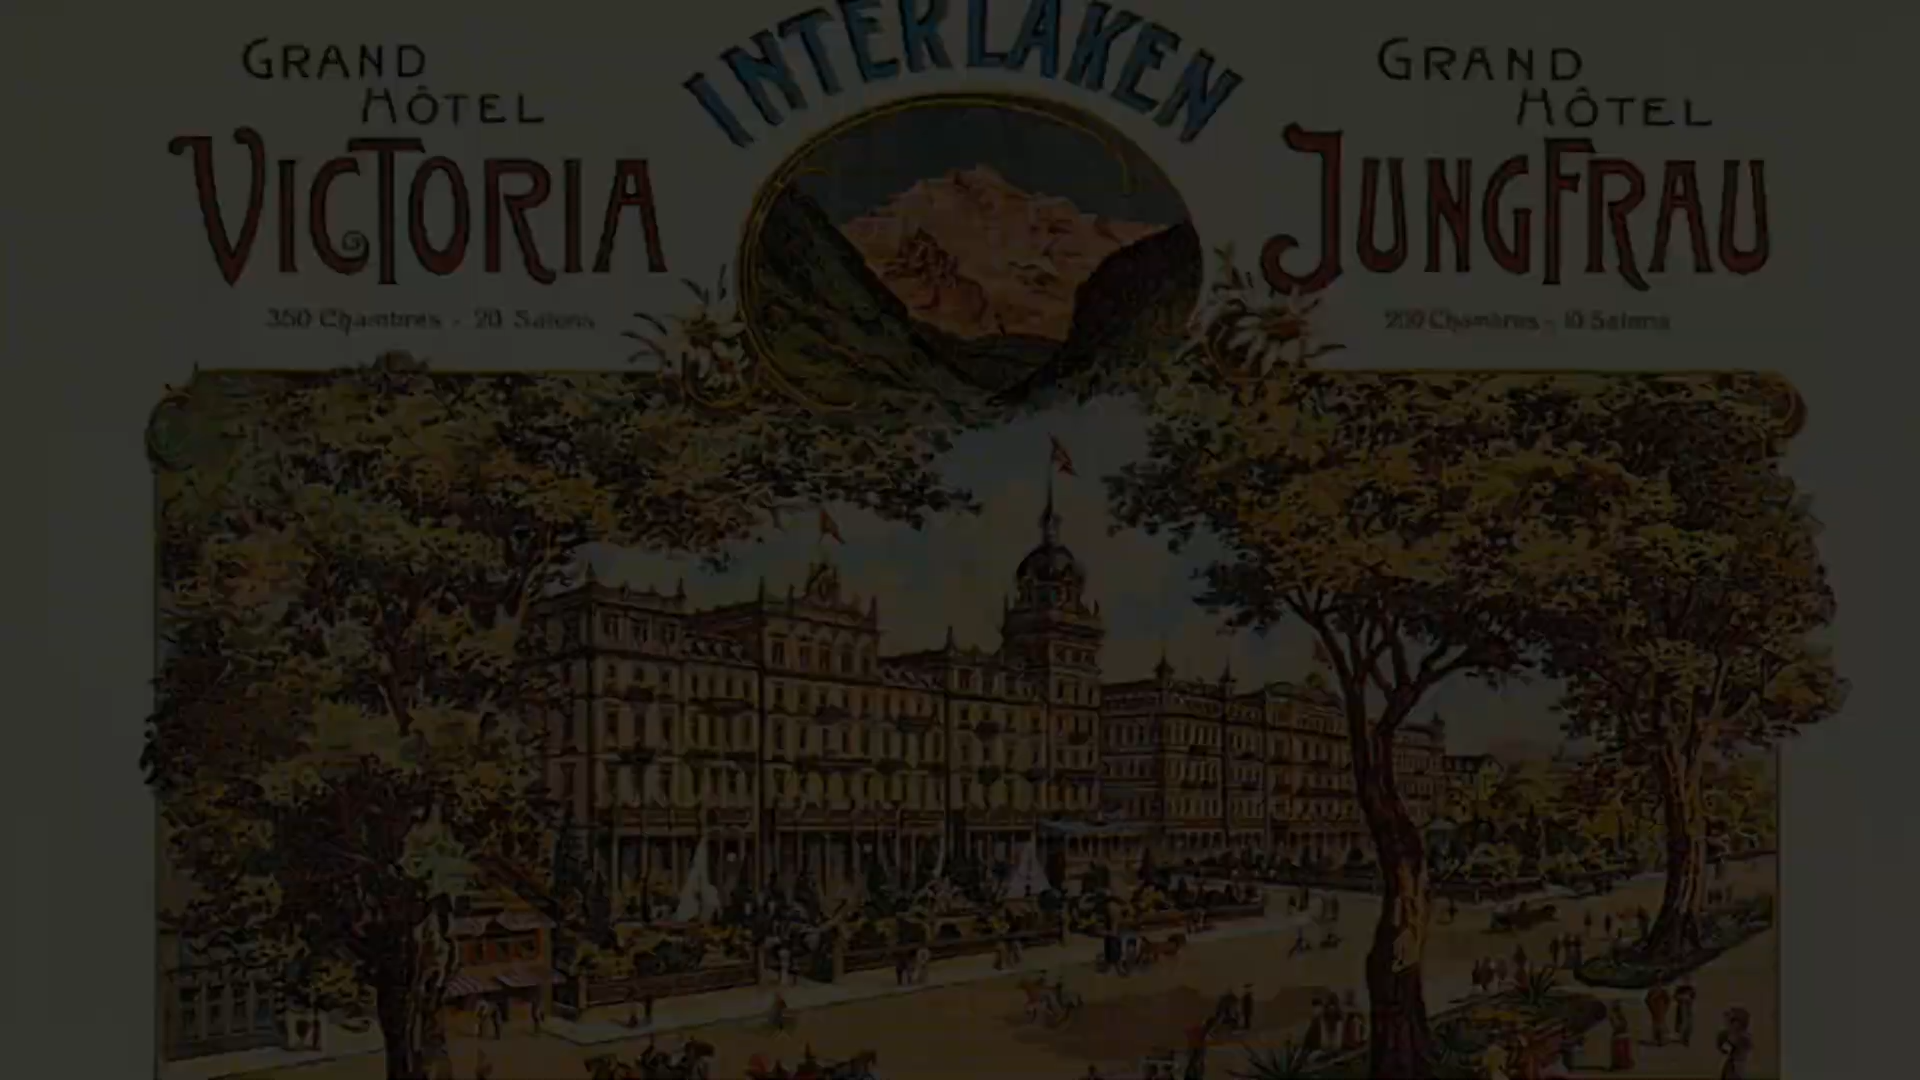 INTERLAKEN
GRAND
HÔTEL
VICTORIA
350 Chambres - 20 Salons
GRAND
HÔTEL
JUNGFRAU
200 Chambres - 10 Salons